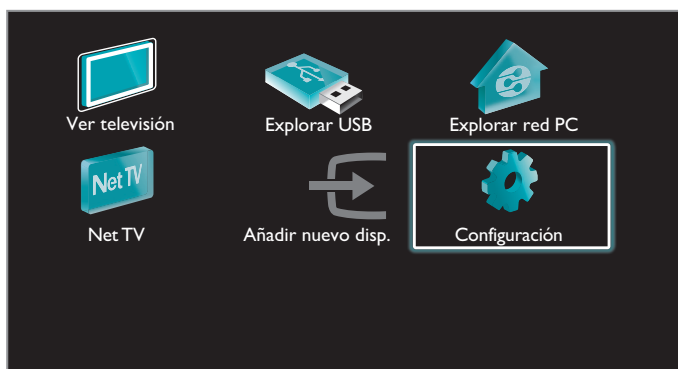 Ver televisión
Explorar USB
Explorar red PC
Net TV
Net TV
Añadir nuevo disp.
Configuración